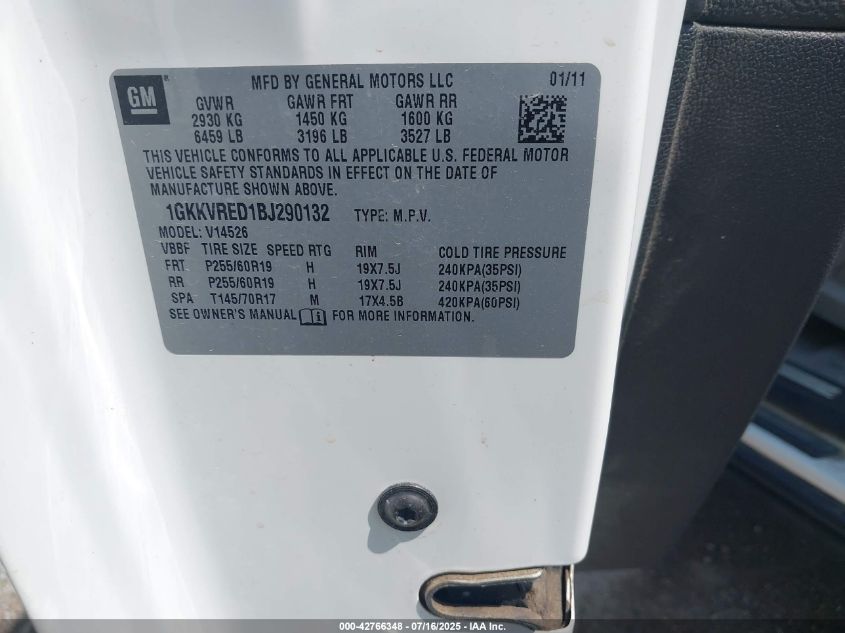 GM
MFD BY GENERAL MOTORS LLC 01/11
GVWR GAWR FRT GAWR RR
2930 KG 1450 KG 1600 KG
6459 LB 3196 LB 3527 LB
THIS VEHICLE CONFORMS TO ALL APPLICABLE U.S. FEDERAL MOTOR
VEHICLE SAFETY STANDARDS IN EFFECT ON THE DATE OF
MANUFACTURE SHOWN ABOVE.
1GKKVRED1BJ290132 TYPE: M.P.V.
MODEL: V14526
VBBF TIRE SIZE SPEED RTG RIM COLD TIRE PRESSURE
FRT P255/60R19 H 19X7.5J 240KPA(35PSI)
RR P255/60R19 H 19X7.5J 240KPA(35PSI)
SPA T145/70R17 M 17X4.5B 420KPA(60PSI)
SEE OWNER'S MANUAL FOR MORE INFORMATION.
000-42766348 - 07/16/2025 - IAA Inc.